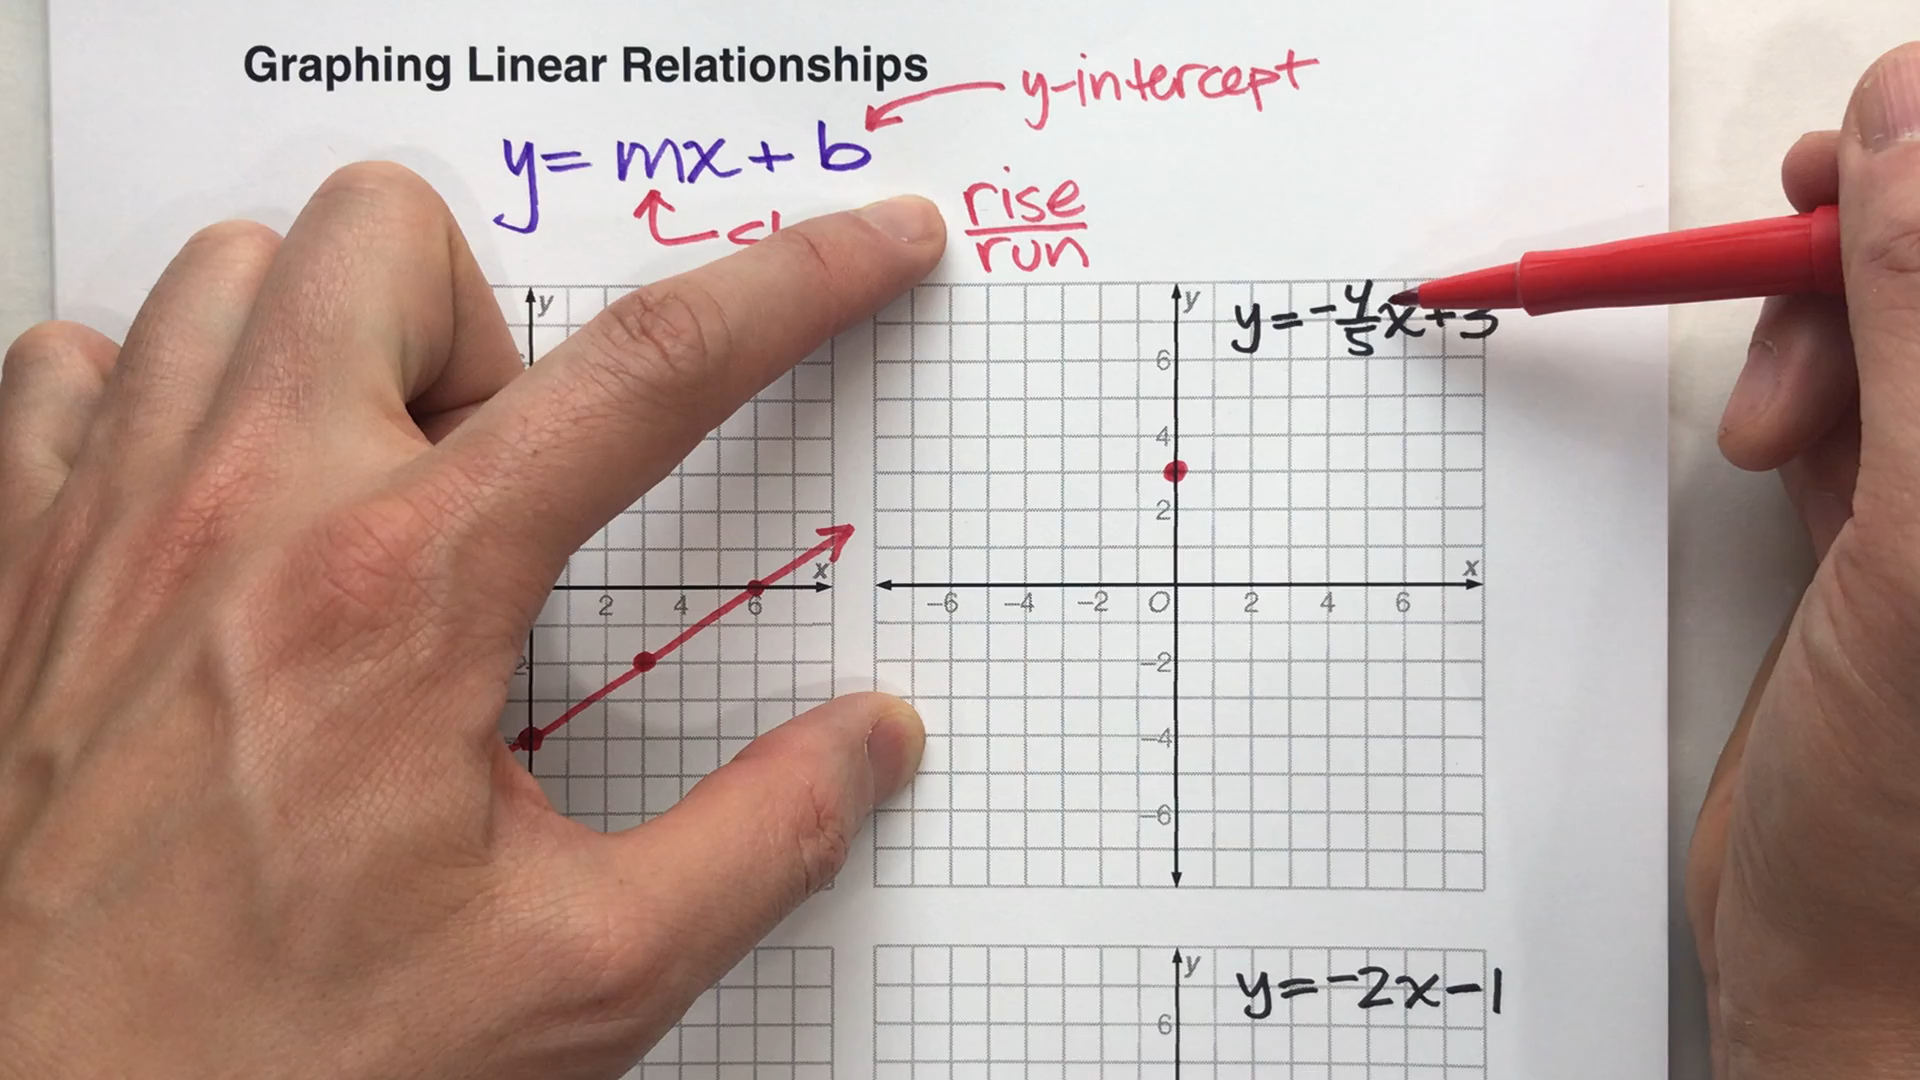 Graphing Linear Relationships
y-intercept
y = mx + b
rise
run
y
y
y = -4/5 x + 3
6
4
2
x
x
2 4 6
-6 -4 -2 O 2 4 6
-2
-4
-6
y
y = -2x - 1
6